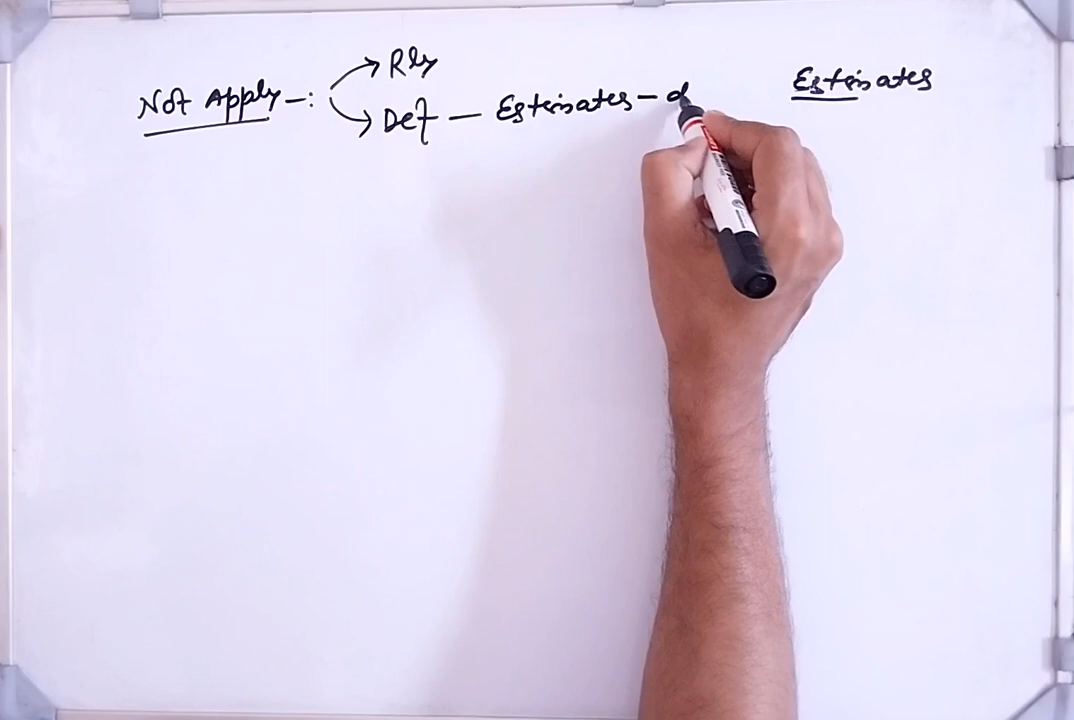 Not Apply -: → Rly
→ Def — Estimates - d
Estimates